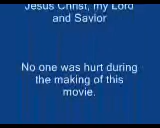 Jesus Christ, my Lord
and Savior
No one was hurt during
the making of this
movie.